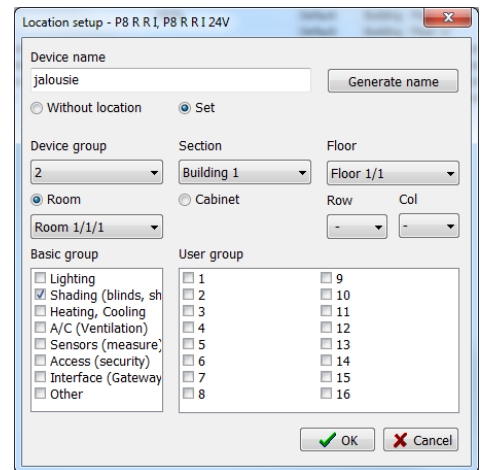 Location setup - P8 R R I, P8 R R I 24V
Device name
jalousie
Generate name
Without location
Set
Device group
Section
Floor
2
Building 1
Floor 1/1
Room
Cabinet
Row
Col
Room 1/1/1
-
-
Basic group
User group
Lighting
Shading (blinds, sh
Heating, Cooling
A/C (Ventilation)
Sensors (measure)
Access (security)
Interface (Gateway
Other
1
2
3
4
5
6
7
8
9
10
11
12
13
14
15
16
OK
Cancel